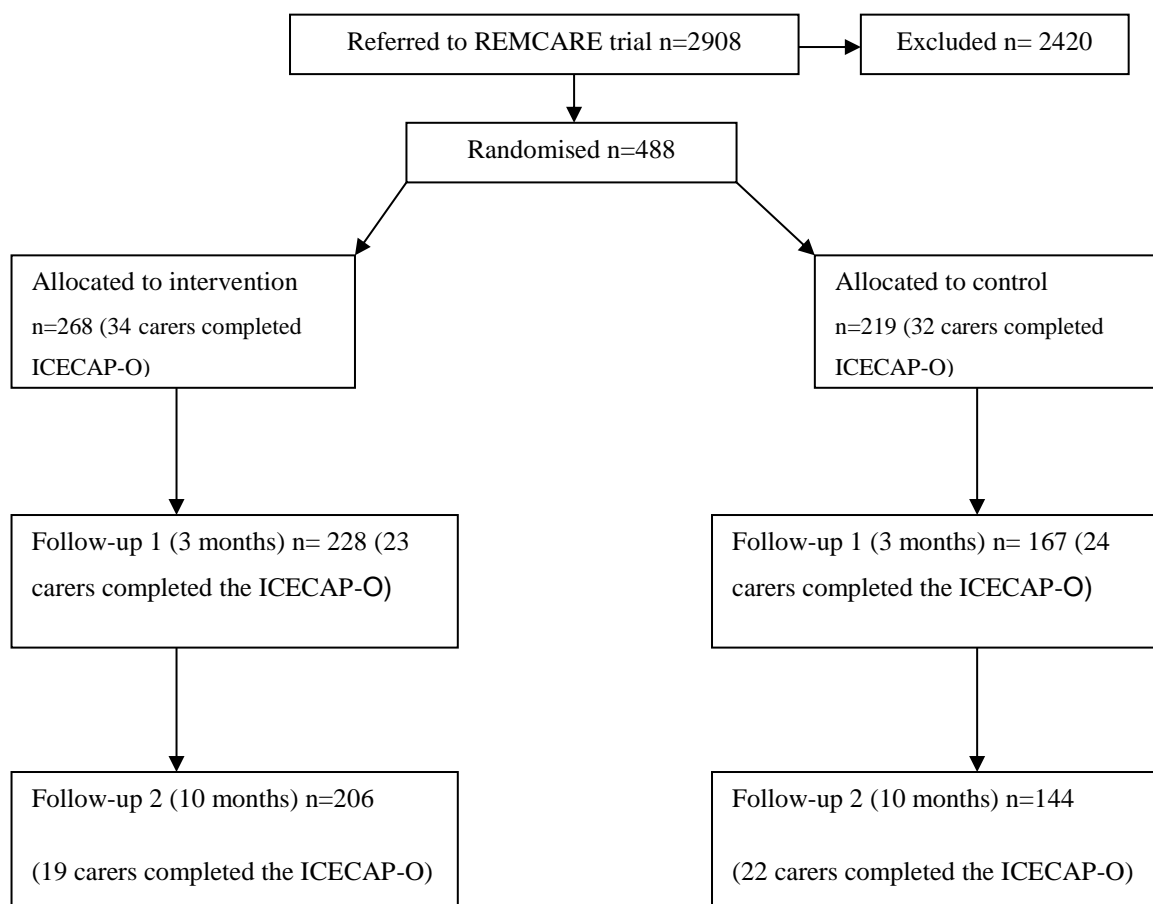 Referred to REMCARE trial n=2908
Excluded n= 2420
Randomised n=488
Allocated to intervention
n=268 (34 carers completed
ICECAP-O)
Allocated to control
n=219 (32 carers completed
ICECAP-O)
Follow-up 1 (3 months) n= 228 (23
carers completed the ICECAP-O)
Follow-up 1 (3 months) n= 167 (24
carers completed the ICECAP-O)
Follow-up 2 (10 months) n=206
(19 carers completed the ICECAP-O)
Follow-up 2 (10 months) n=144
(22 carers completed the ICECAP-O)